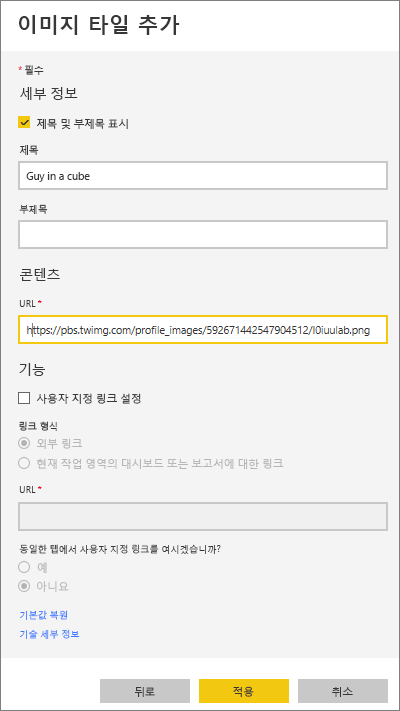 이미지 타일 추가
* 필수
세부 정보
제목 및 부제목 표시
제목
Guy in a cube
부제목
콘텐츠
URL *
https://pbs.twimg.com/profile_images/592671442547904512/I0iuulab.png
기능
사용자 지정 링크 설정
링크 형식
외부 링크
현재 작업 영역의 대시보드 또는 보고서에 대한 링크
URL *
동일한 탭에서 사용자 지정 링크를 여시겠습니까?
예
아니요
기본값 복원
기술 세부 정보
뒤로
적용
취소